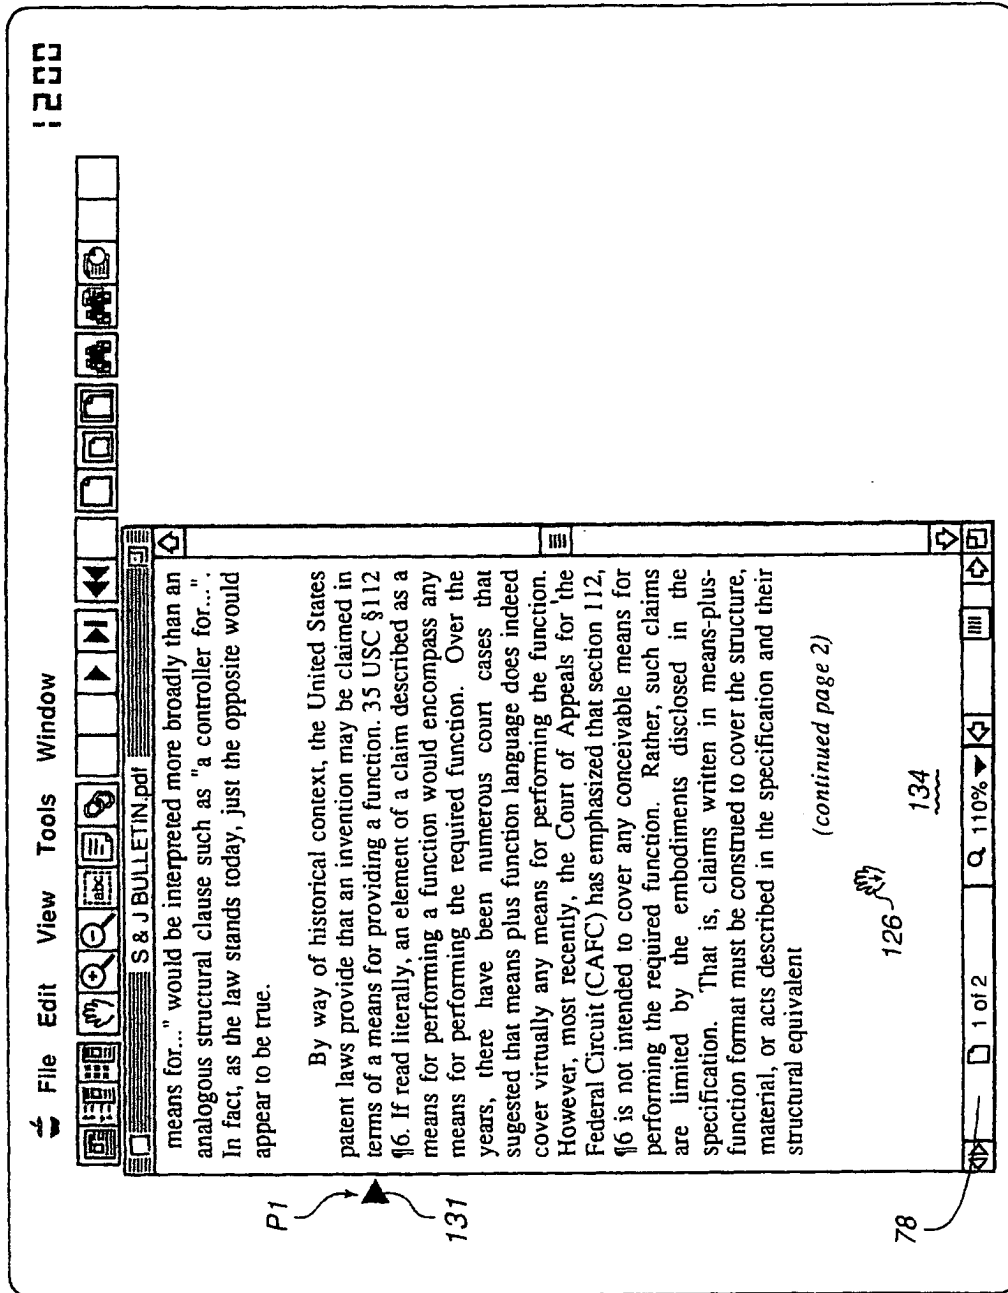 File Edit View Tools Window
1200
abc
S & J BULLETIN.pdf
means for..." would be interpreted more broadly than an
analogous structural clause such as "a controller for...".
In fact, as the law stands today, just the opposite would
appear to be true.
By way of historical context, the United States
patent laws provide that an invention may be claimed in
terms of a means for providing a function. 35 USC §112
¶6. If read literally, an element of a claim described as a
means for performing a function would encompass any
means for performing the required function. Over the
years, there have been numerous court cases that
sugested that means plus function language does indeed
cover virtually any means for performing the function.
However, most recently, the Court of Appeals for 'the
Federal Circuit (CAFC) has emphasized that section 112,
¶6 is not intended to cover any conceivable means for
performing the required function. Rather, such claims
are limited by the embodiments disclosed in the
specification. That is, claims written in means-plus-
function format must be construed to cover the structure,
material, or acts described in the specification and their
structural equivalent
(continued page 2)
P1
131
126
134
78
1 of 2
110%